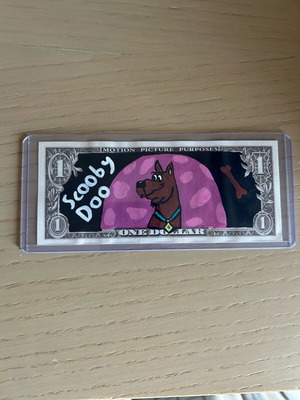 MOTION PICTURE PURPOSES
1
1
Scooby
Doo
1
1
ONE DOLLAR